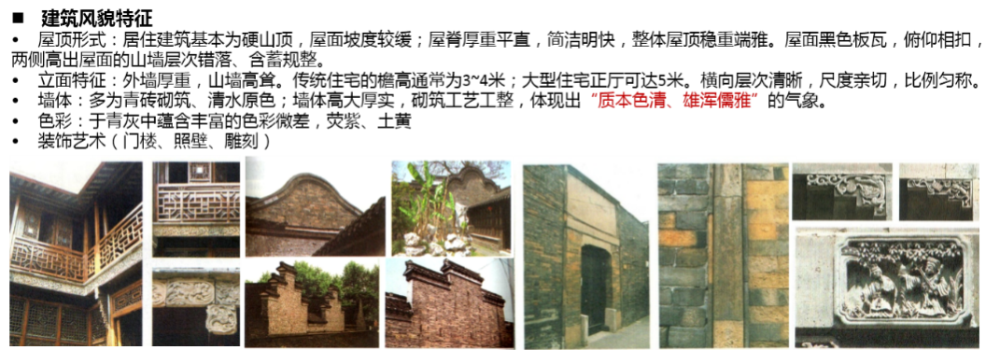 ■ 建筑风貌特征
• 屋顶形式：居住建筑基本为硬山顶，屋面坡度较缓；屋脊厚重平直，简洁明快，整体屋顶稳重端雅。屋面黑色板瓦，俯仰相扣，
两侧高出屋面的山墙层次错落、含蓄规整。
• 立面特征：外墙厚重，山墙高耸。传统住宅的檐高通常为3~4米；大型住宅正厅可达5米。横向层次清晰，尺度亲切，比例匀称。
• 墙体：多为青砖砌筑、清水原色；墙体高大厚实，砌筑工艺工整，体现出“质本色清、雄浑儒雅”的气象。
• 色彩：于青灰中蕴含丰富的色彩微差，荧紫、土黄
• 装饰艺术（门楼、照壁、雕刻）